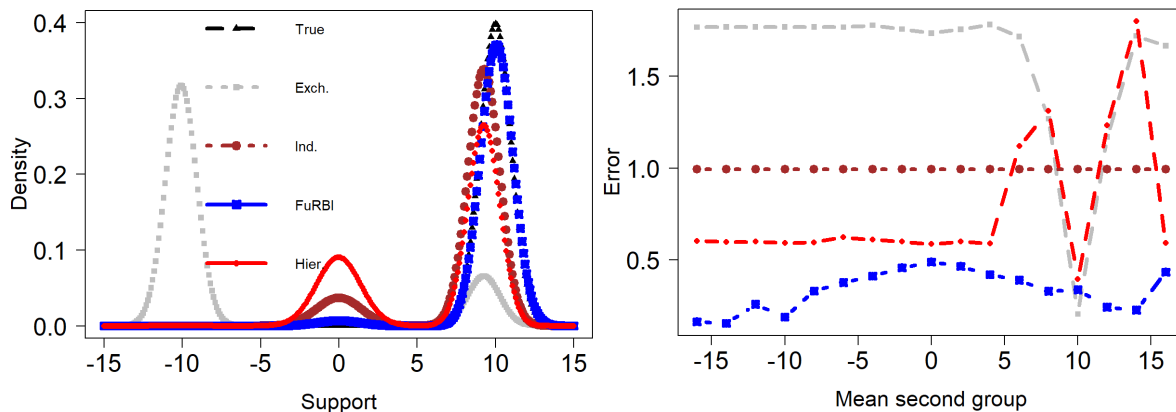 0.4
0.3
0.2
0.1
0.0
Density
True
Exch.
Ind.
FuRBI
Hier.
-15 -10 -5 0 5 10 15
Support
1.5
1.0
0.5
Error
-15 -10 -5 0 5 10 15
Mean second group